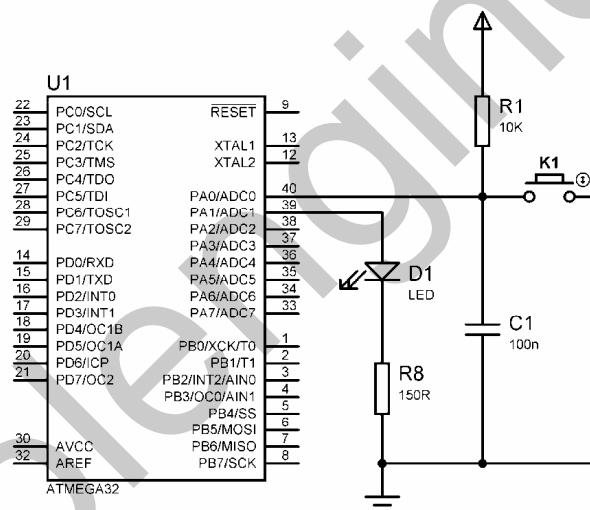 U1
22 PC0/SCL RESET 9
23 PC1/SDA
24 PC2/TCK XTAL1 13
25 PC3/TMS XTAL2 12
26 PC4/TDO
27 PC5/TDI PA0/ADC0 40
28 PC6/TOSC1 PA1/ADC1 39
29 PC7/TOSC2 PA2/ADC2 38
PA3/ADC3 37
14 PD0/RXD PA4/ADC4 36
15 PD1/TXD PA5/ADC5 35
16 PD2/INT0 PA6/ADC6 34
17 PD3/INT1 PA7/ADC7 33
18 PD4/OC1B
19 PD5/OC1A PB0/XCK/T0 1
20 PD6/ICP PB1/T1 2
21 PD7/OC2 PB2/INT2/AIN0 3
PB3/OC0/AIN1 4
PB4/SS 5
PB5/MOSI 6
30 AVCC PB6/MISO 7
32 AREF PB7/SCK 8
ATMEGA32
R1
10K
K1
D1
LED
C1
100n
R8
150R